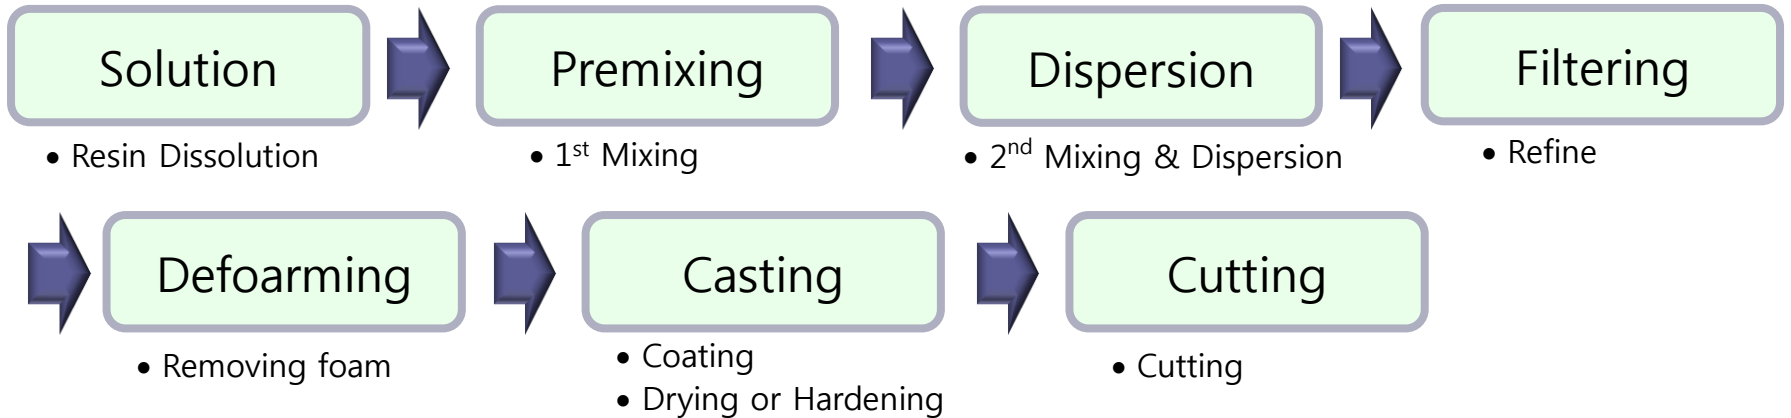 Solution
Premixing
Dispersion
Filtering
• Resin Dissolution
• 1st Mixing
• 2nd Mixing & Dispersion
• Refine
Defoarming
Casting
Cutting
• Removing foam
• Coating
• Drying or Hardening
• Cutting